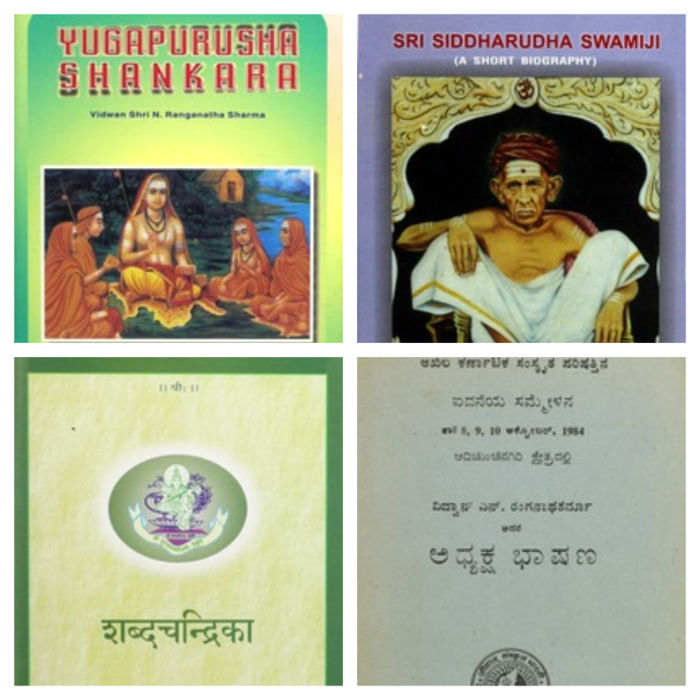 YUGAPURUSHA
SHANKARA
Vidwan Shri N. Ranganatha Sharma
SRI SIDDHARUDHA SWAMIJI
(A SHORT BIOGRAPHY)
ॐ
।। श्रीः ।।
शब्दचन्द्रिका
ಅಖಿಲ ಕರ್ಣಾಟಕ ಸಂಸ್ಕೃತ ಪರಿಷತ್ತಿನ
ಐದನೆಯ ಸಮ್ಮೇಳನ
ತಾ॥ 8, 9, 10 ಅಕ್ಟೋಬರ್, 1984
ಆದಿಚುಂಚನಗಿರಿ ಕ್ಷೇತ್ರದಲ್ಲಿ
ವಿದ್ವಾನ್ ಎನ್. ರಂಗನಾಥಶರ್ಮಾ
ಅವರ
ಅಧ್ಯಕ್ಷ ಭಾಷಣ